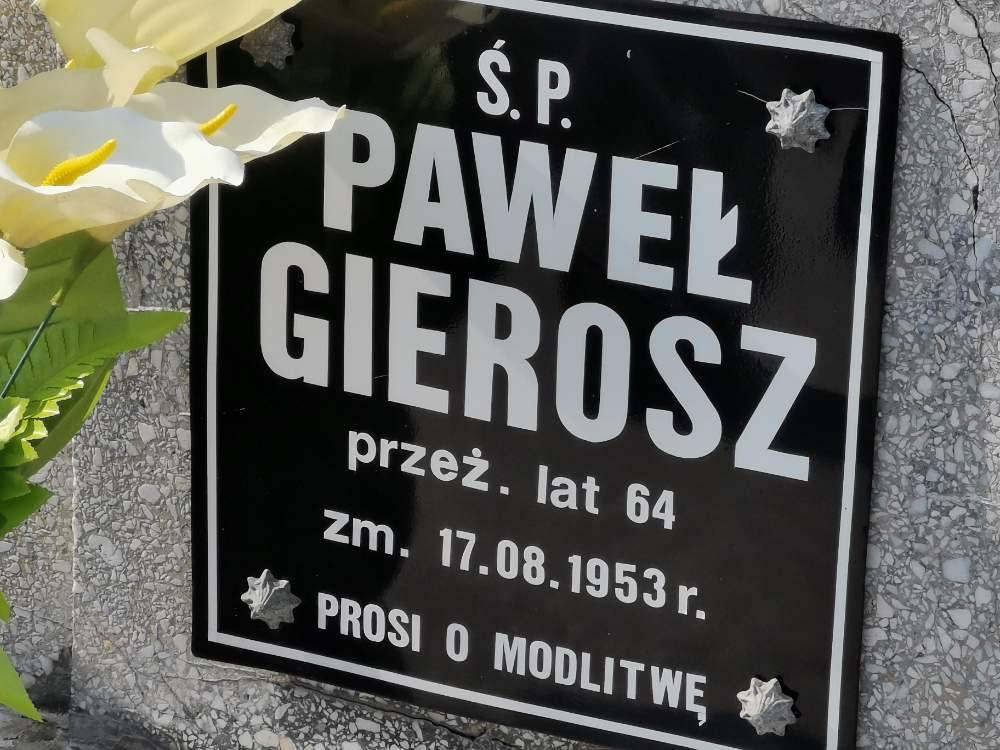 Ś.P.
PAWEŁ
GIEROSZ
przeż. lat 64
zm. 17.08.1953 r.
PROSI O MODLITWĘ